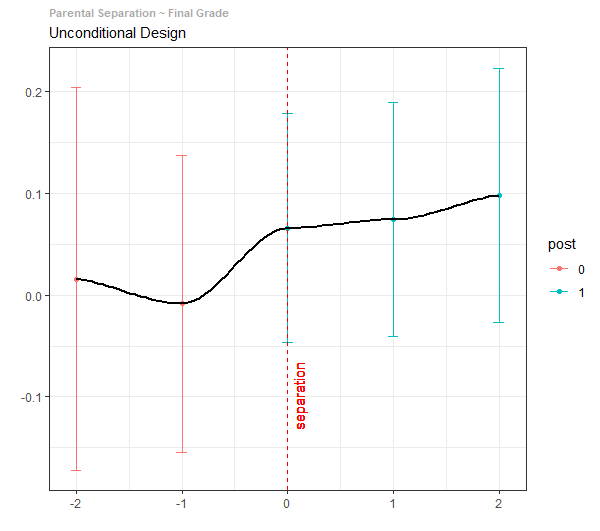 Parental Separation ~ Final Grade
Unconditional Design
0.2
0.1
0.0
-0.1
separation
-2
-1
0
1
2
post
0
1